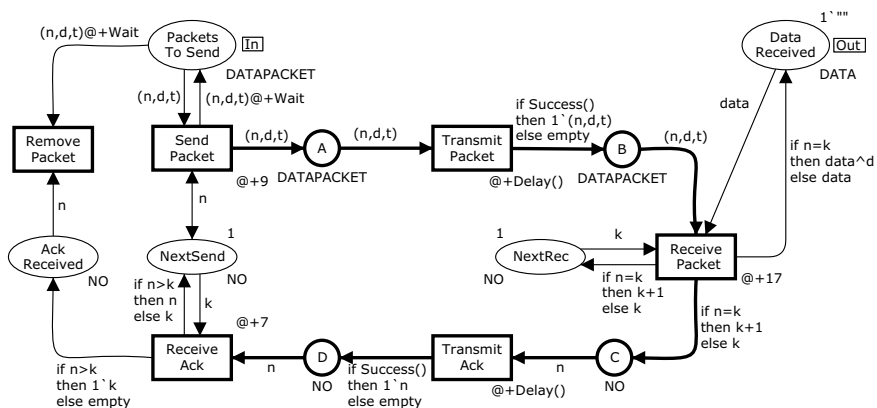 1`""
(n,d,t)@+Wait
Packets
To Send
In
Data
Received
Out
DATAPACKET
DATA
(n,d,t)
(n,d,t)@+Wait
data
if Success()
then 1`(n,d,t)
else empty
Remove
Packet
Send
Packet
(n,d,t)
A
(n,d,t)
Transmit
Packet
B
(n,d,t)
if n=k
then data^d
else data
@+9
DATAPACKET
@+Delay()
DATAPACKET
n
n
1
1
Ack
Received
NextSend
NextRec
k
Receive
Packet
NO
if n>k
then n
else k
NO
k
NO
if n=k
then k+1
else k
@+17
@+7
if n=k
then k+1
else k
Receive
Ack
n
D
if Success()
then 1`n
else empty
Transmit
Ack
n
C
if n>k
then 1`k
else empty
NO
@+Delay()
NO